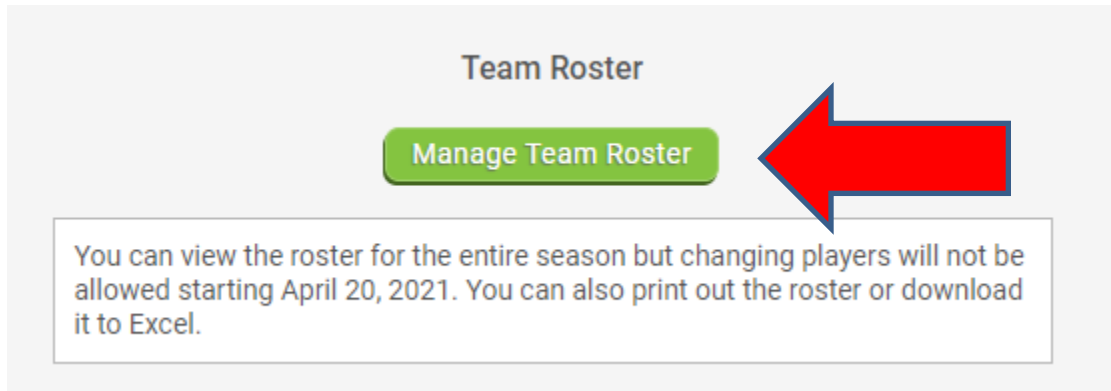 Team Roster
Manage Team Roster
You can view the roster for the entire season but changing players will not be
allowed starting April 20, 2021. You can also print out the roster or download
it to Excel.